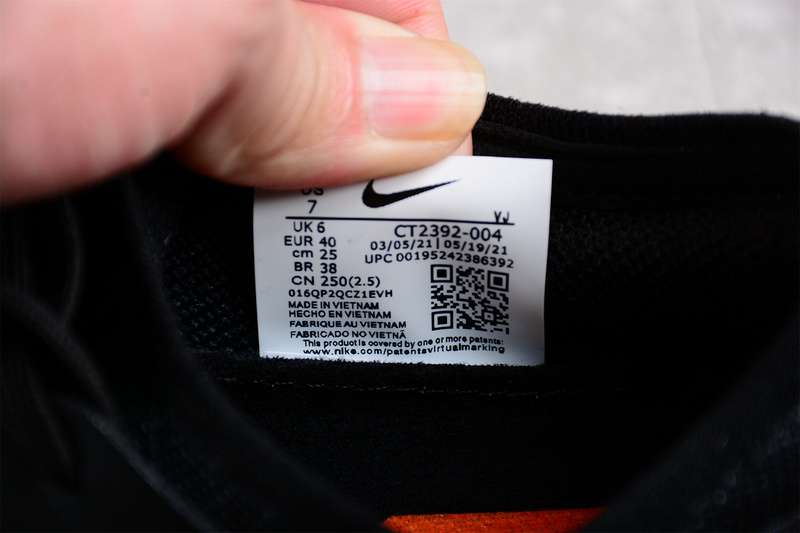 US
7
VJ
UK 6
EUR 40
cm 25
BR 38
CN 250(2.5)
016QP2QCZ1EVH
CT2392-004
03/05/21 | 05/19/21
UPC 00195242386392
MADE IN VIETNAM
HECHO EN VIETNAM
FABRIQUE AU VIETNAM
FABRICADO NO VIETNÃ
This product is covered by one or more patents:
www.nike.com/patentsvirtualmarking